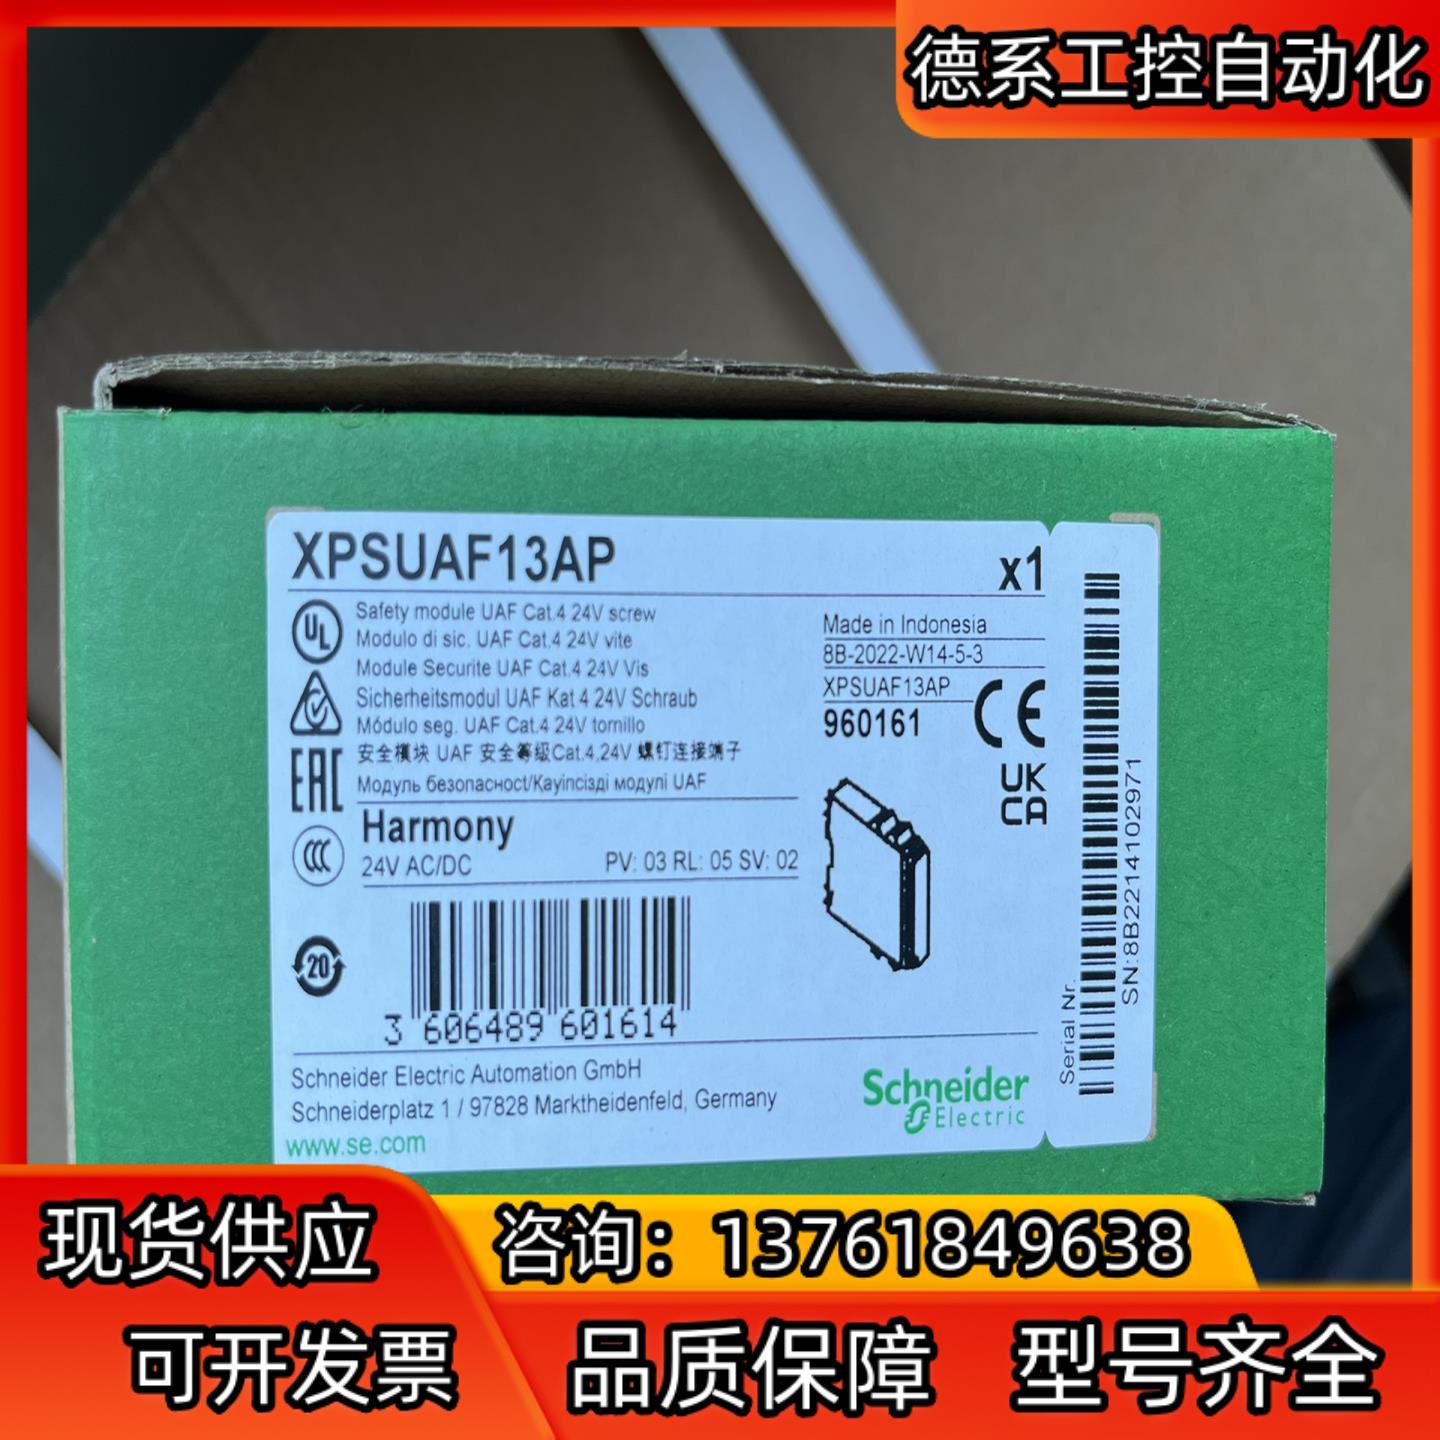 德系工控自动化
XPSUAF13AP
x1
UL
Safety module UAF Cat.4 24V screw
Modulo di sic. UAF Cat.4 24V vite
Module Securite UAF Cat.4 24V Vis
Sicherheitsmodul UAF Kat 4 24V Schraub
Módulo seg. UAF Cat.4 24V tornillo
安全模块 UAF 安全等级Cat.4,24V 螺钉连接端子
Модуль безопасност/Қауіпсізді модулі UAF
EAC
CCC
Harmony
24V AC/DC
PV: 03 RL: 05 SV: 02
Made in Indonesia
8B-2022-W14-5-3
XPSUAF13AP
960161
CE
UK
CA
20
3 606489 601614
Schneider Electric Automation GmbH
Schneiderplatz 1 / 97828 Marktheidenfeld, Germany
www.se.com
Schneider
Electric
Serial Nr.
SN:8B2214102971
现货供应
咨询：13761849638
可开发票
品质保障
型号齐全